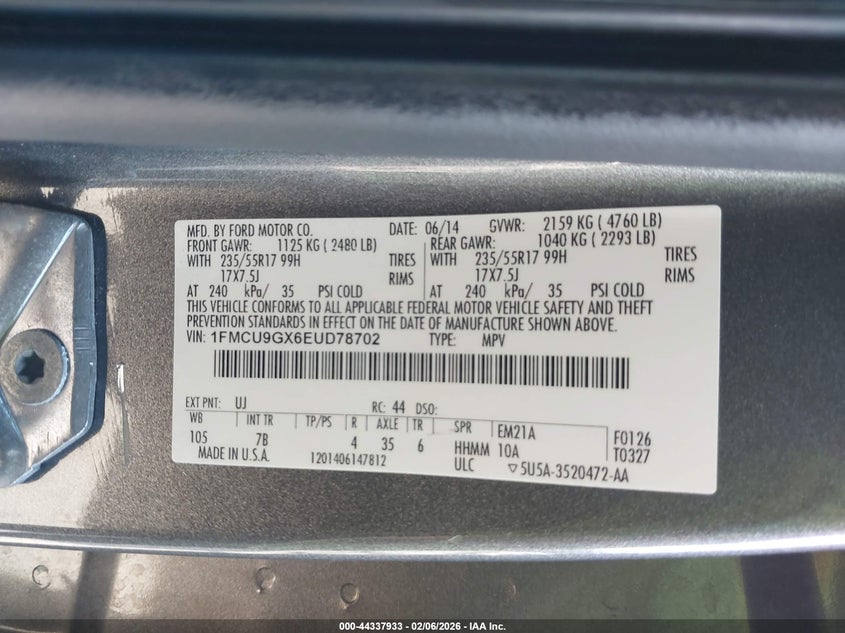 MFD. BY FORD MOTOR CO. DATE: 06/14 GVWR: 2159 KG ( 4760 LB)
FRONT GAWR: 1125 KG ( 2480 LB) REAR GAWR: 1040 KG ( 2293 LB)
WITH 235/55R17 99H TIRES WITH 235/55R17 99H TIRES
17X7.5J RIMS 17X7.5J RIMS
AT 240 kPa/ 35 PSI COLD AT 240 kPa/ 35 PSI COLD
THIS VEHICLE CONFORMS TO ALL APPLICABLE FEDERAL MOTOR VEHICLE SAFETY AND THEFT
PREVENTION STANDARDS IN EFFECT ON THE DATE OF MANUFACTURE SHOWN ABOVE.
VIN: 1FMCU9GX6EUD78702 TYPE: MPV
EXT PNT: UJ RC: 44 DSO:
WB INT TR TP/PS R AXLE TR SPR EM21A F0126
105 7B 4 35 6 HHMM 10A T0327
MADE IN U.S.A. 1201406147812 ULC ▽5U5A-3520472-AA
000-44337933 - 02/06/2026 - IAA Inc.